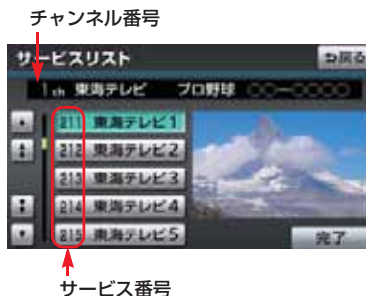 チャンネル番号
サービスリスト
戻る
1ch 東海テレビ プロ野球 ○○ー○○○○
211 東海テレビ1
212 東海テレビ2
213 東海テレビ3
214 東海テレビ4
215 東海テレビ5
完了
サービス番号